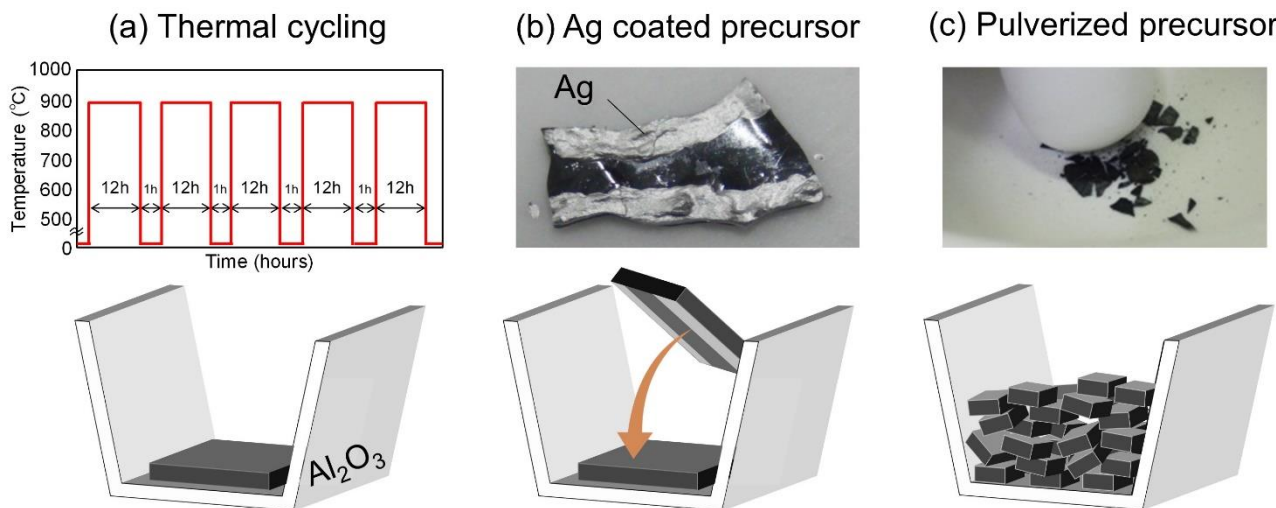 (a) Thermal cycling
(b) Ag coated precursor
(c) Pulverized precursor
Temperature (°C)
1000
900
800
700
600
500
0
12h
1h
12h
1h
12h
1h
12h
1h
12h
Time (hours)
Ag
Al₂O₃